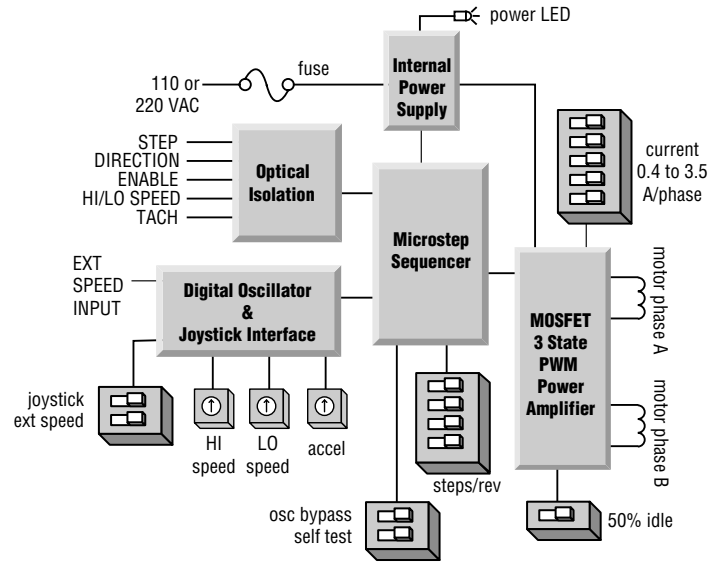 power LED
fuse
110 or
220 VAC
Internal
Power
Supply
STEP
DIRECTION
ENABLE
HI/LO SPEED
TACH
Optical
Isolation
current
0.4 to 3.5
A/phase
Microstep
Sequencer
EXT
SPEED
INPUT
Digital Oscillator
&
Joystick Interface
MOSFET
3 State
PWM
Power
Amplifier
motor phase A
motor phase B
joystick
ext speed
HI
speed
LO
speed
accel
steps/rev
osc bypass
self test
50% idle